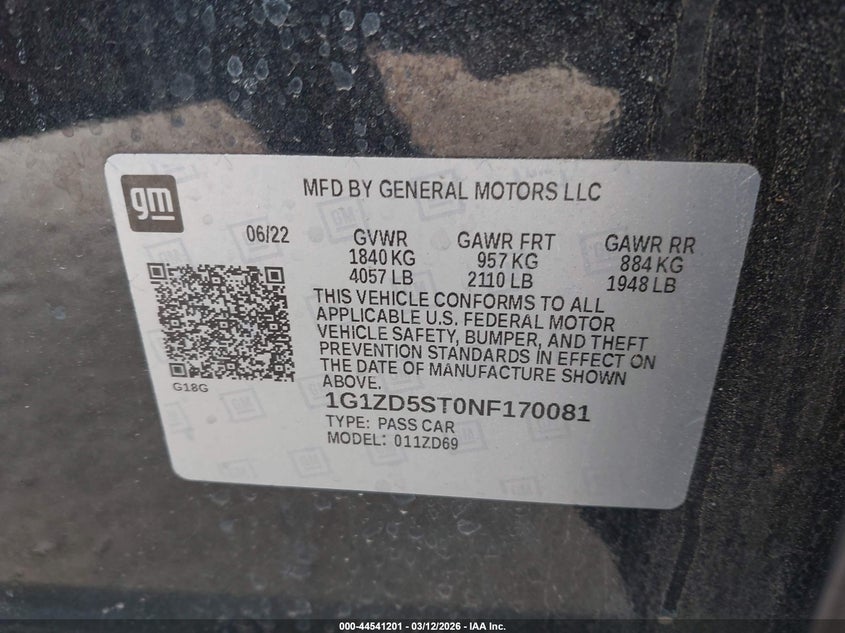 gm
MFD BY GENERAL MOTORS LLC
06/22 GVWR GAWR FRT GAWR RR
1840 KG 957 KG 884 KG
4057 LB 2110 LB 1948 LB
THIS VEHICLE CONFORMS TO ALL
APPLICABLE U.S. FEDERAL MOTOR
VEHICLE SAFETY, BUMPER, AND THEFT
PREVENTION STANDARDS IN EFFECT ON
THE DATE OF MANUFACTURE SHOWN
ABOVE.
G18G
1G1ZD5ST0NF170081
TYPE: PASS CAR
MODEL: 011ZD69
000-44541201 - 03/12/2026 - IAA Inc.